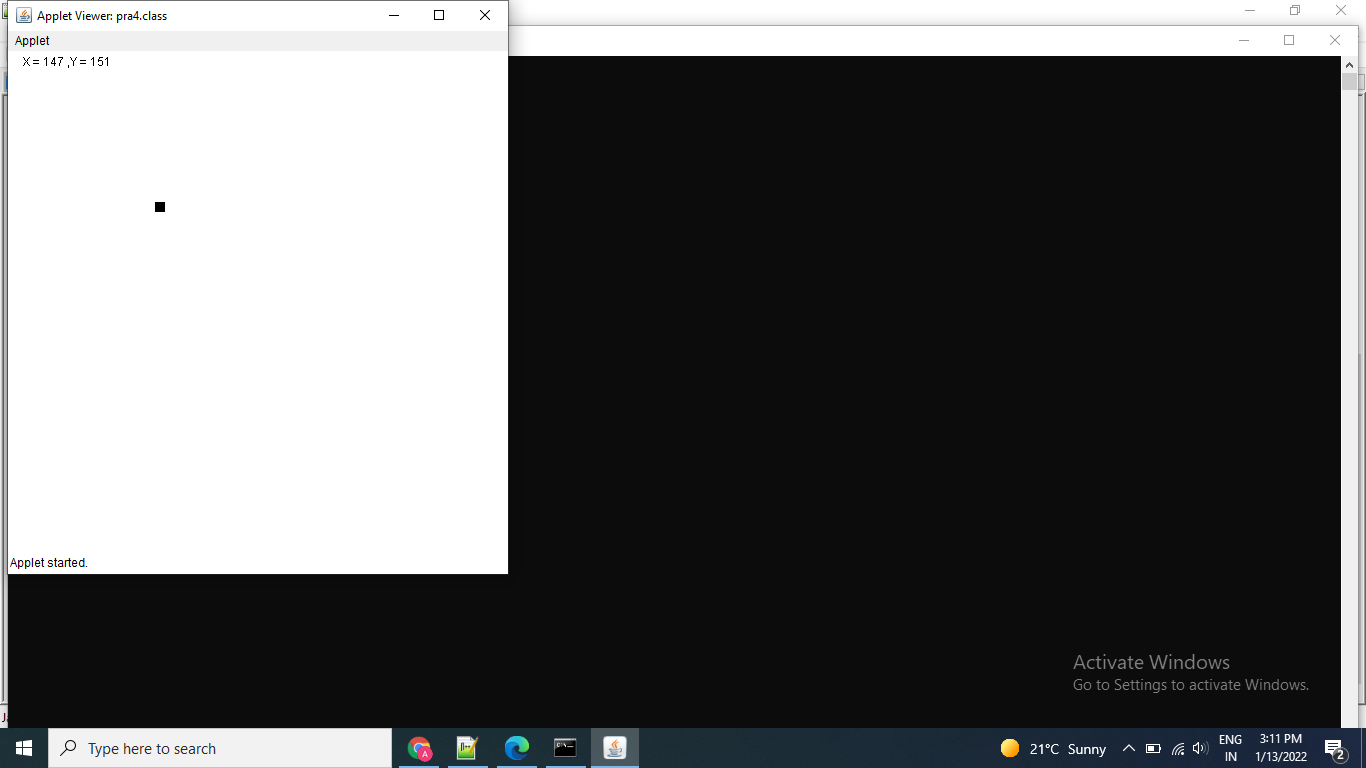 Applet Viewer: pra4.class
Applet
X = 147 ,Y = 151
Applet started.
Activate Windows
Go to Settings to activate Windows.
Type here to search
21°C Sunny
ENG
IN
3:11 PM
1/13/2022
2